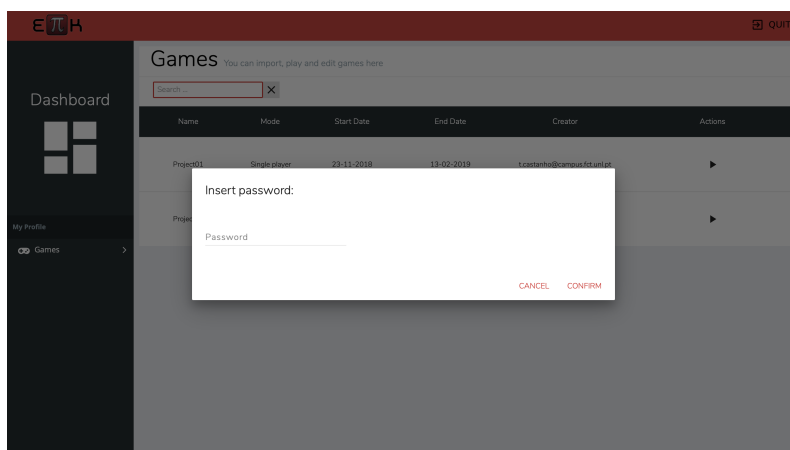 EπK
QUIT
Dashboard
My Profile
Games
Games You can import, play and edit games here
Search ...
Name Mode Start Date End Date Creator Actions
Project01 Single player 23-11-2018 13-02-2019 t.castanho@campus.fct.unl.pt
Projec
Insert password:
Password
CANCEL CONFIRM